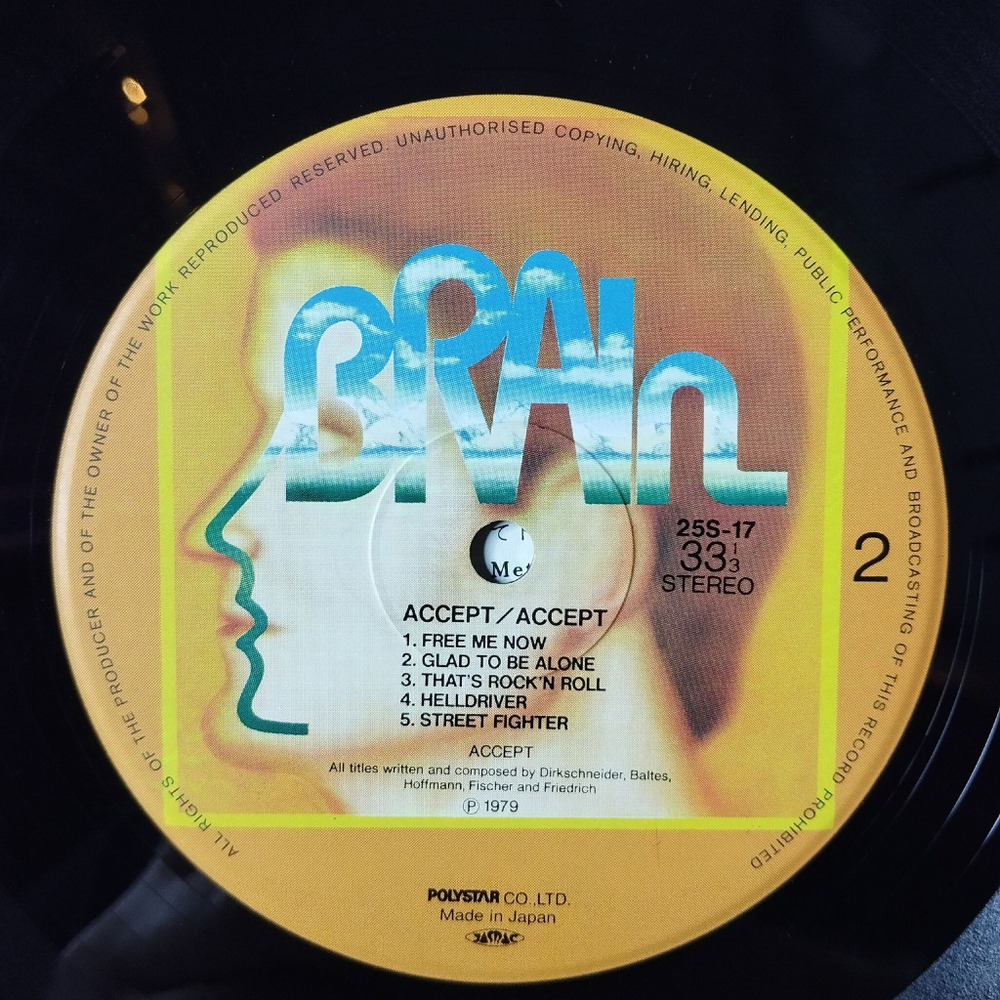 ALL RIGHTS OF THE PRODUCER AND OF THE OWNER OF THE WORK REPRODUCED RESERVED. UNAUTHORISED COPYING, HIRING, LENDING, PUBLIC PERFORMANCE AND BROADCASTING OF THIS RECORD PROHIBITED
BRAIn
25S-17
33 1/3
STEREO
2
Met
ACCEPT/ACCEPT
1. FREE ME NOW
2. GLAD TO BE ALONE
3. THAT'S ROCK'N ROLL
4. HELLDRIVER
5. STREET FIGHTER
ACCEPT
All titles written and composed by Dirkschneider, Baltes,
Hoffmann, Fischer and Friedrich
Ⓟ 1979
POLYSTAR CO.,LTD.
Made in Japan
JASRAC